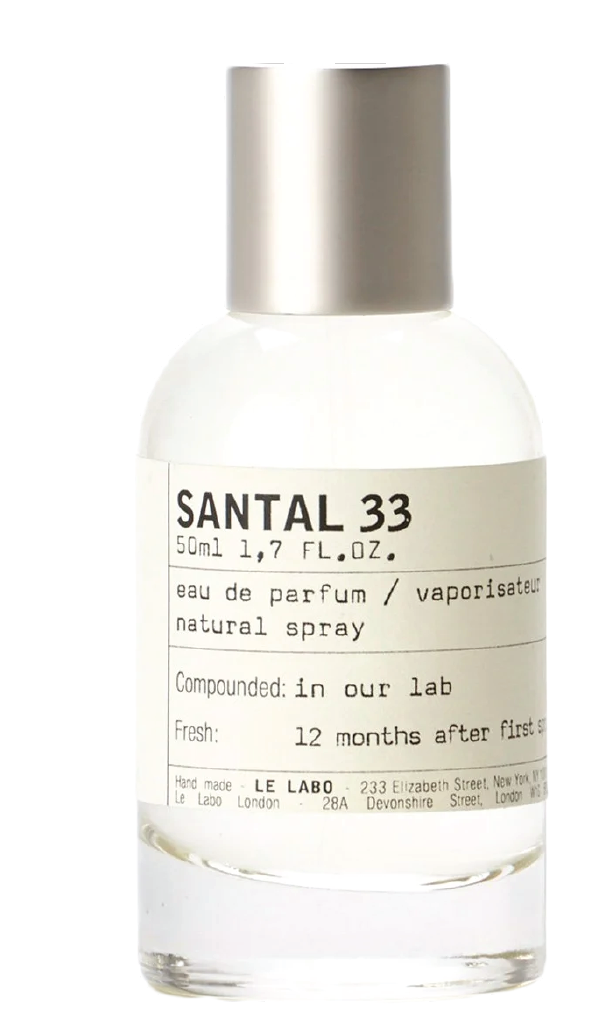 SANTAL 33
50ml 1,7 FL.OZ.
eau de parfum / vaporisateur
natural spray
Compounded: in our lab
Fresh: 12 months after first
Hand made - LE LABO - 233 Elizabeth Street, New York, NY
Le Labo London - 28A Devonshire Street, London